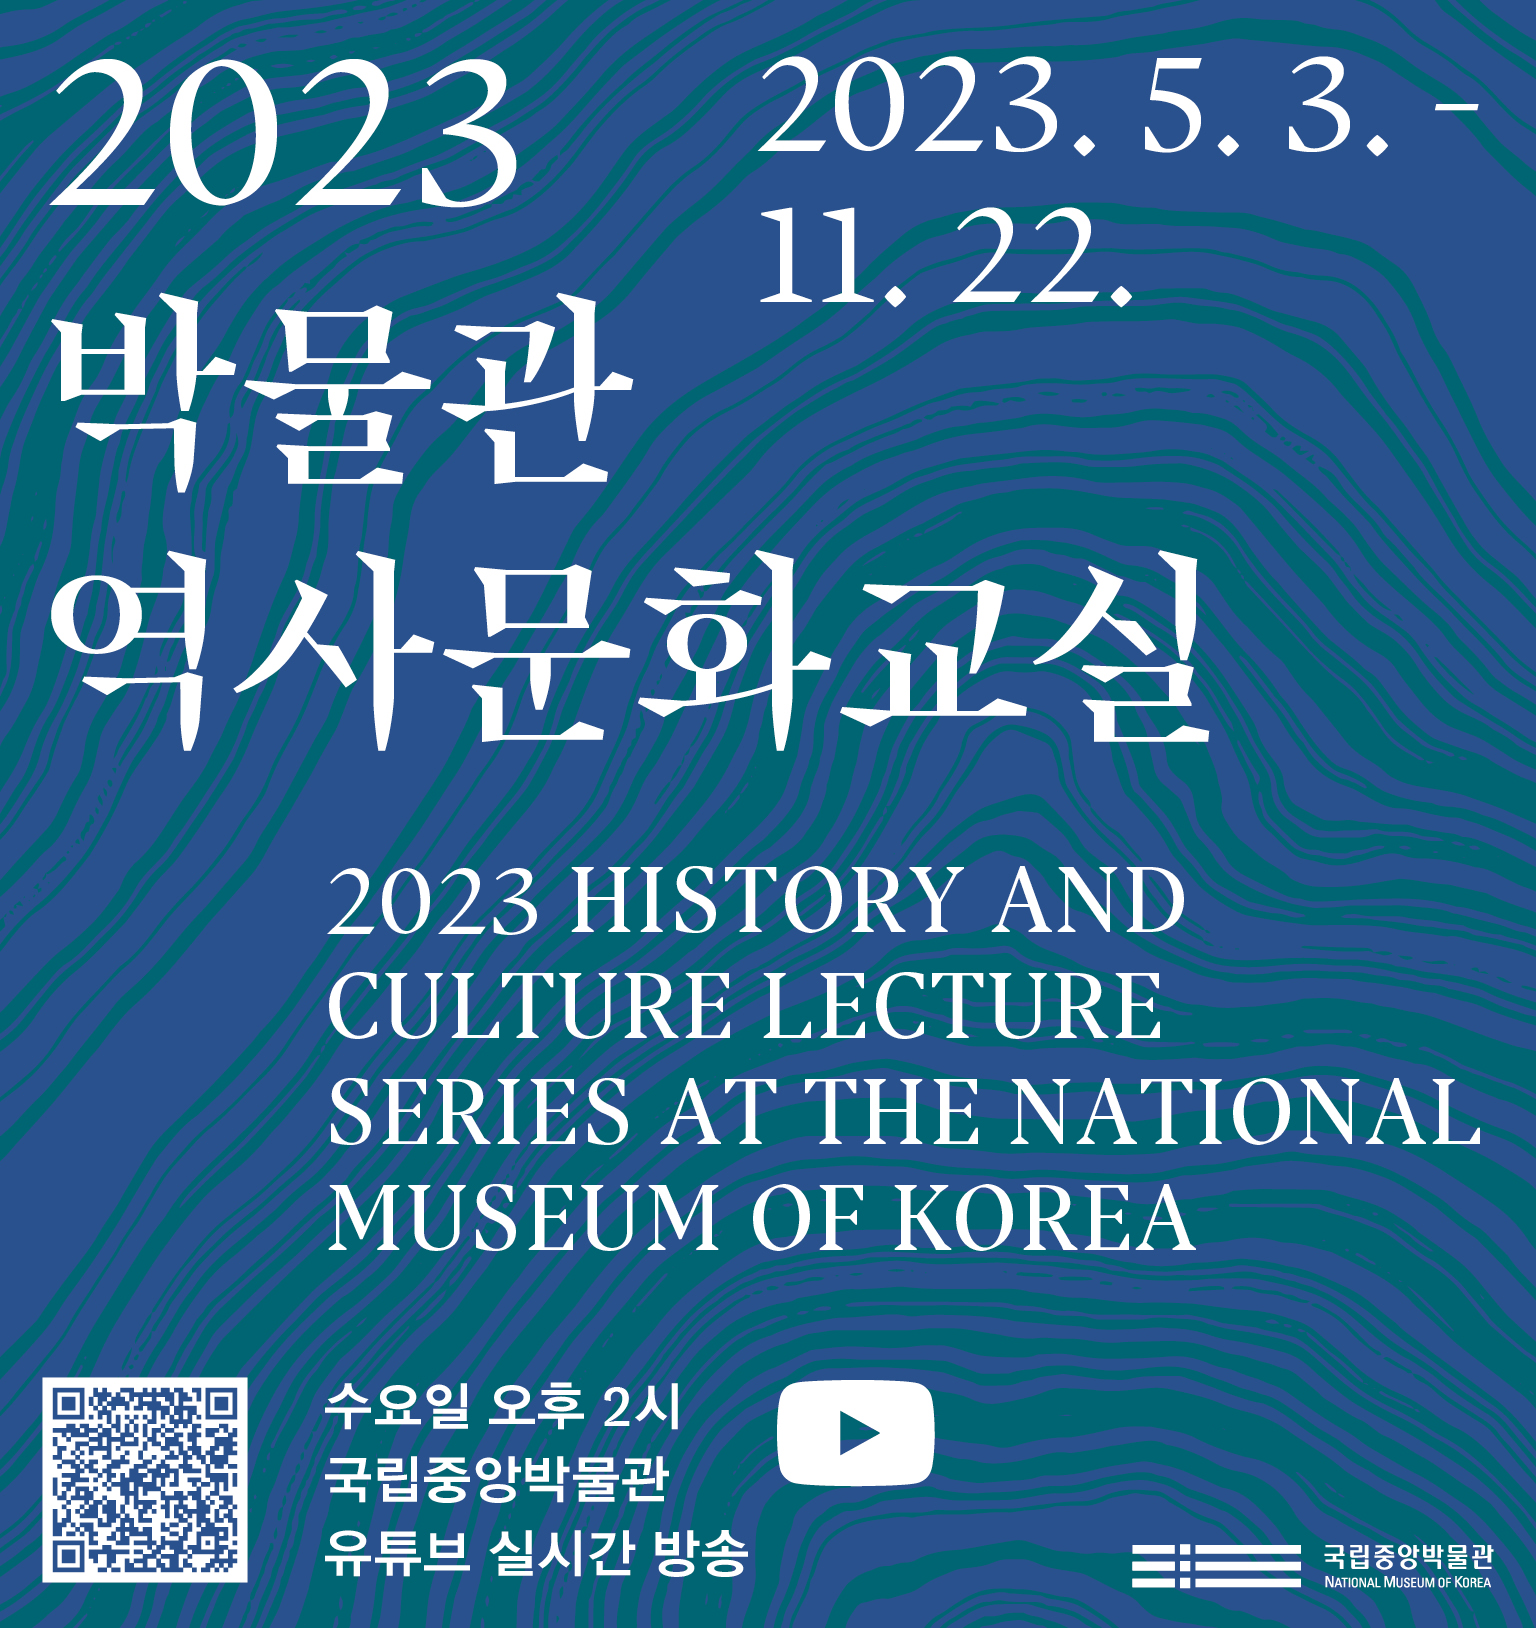 2023
박물관
역사문화교실
2023. 5. 3. –
11. 22.
2023 HISTORY AND
CULTURE LECTURE
SERIES AT THE NATIONAL
MUSEUM OF KOREA
수요일 오후 2시
국립중앙박물관
유튜브 실시간 방송
국립중앙박물관
NATIONAL MUSEUM OF KOREA